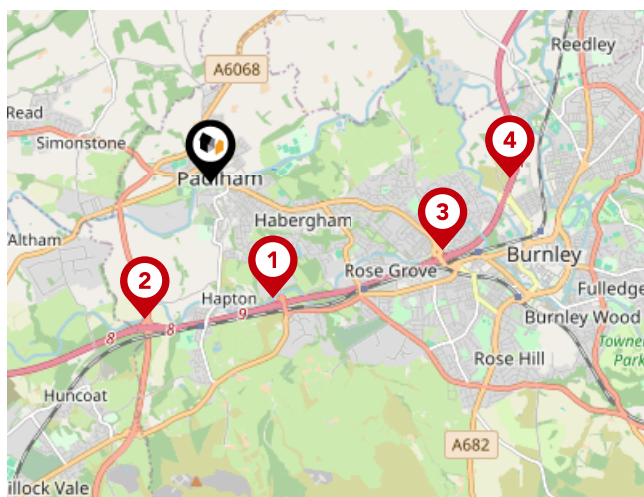 Reedley
A6068
Read
Simonstone
4
Padiham
Habergham
3
Altham
Burnley
1
Rose Grove
2
Hapton
Fulledge
9
Burnley Wood
8
8
Towne
Park
Rose Hill
Huncoat
A682
illock Vale